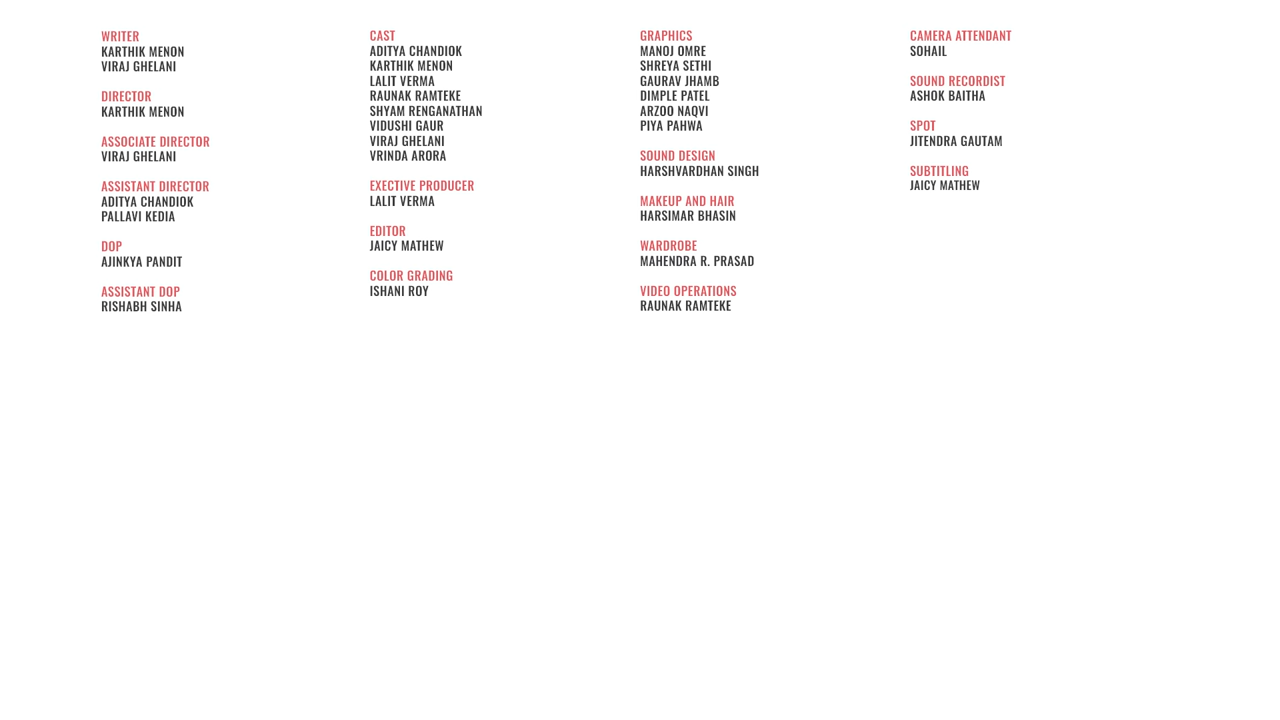 WRITER
KARTHIK MENON
VIRAJ GHELANI
DIRECTOR
KARTHIK MENON
ASSOCIATE DIRECTOR
VIRAJ GHELANI
ASSISTANT DIRECTOR
ADITYA CHANDIOK
PALLAVI KEDIA
DOP
AJINKYA PANDIT
ASSISTANT DOP
RISHABH SINHA
CAST
ADITYA CHANDIOK
KARTHIK MENON
LALIT VERMA
RAUNAK RAMTEKE
SHYAM RENGANATHAN
VIDUSHI GAUR
VIRAJ GHELANI
VRINDA ARORA
EXECTIVE PRODUCER
LALIT VERMA
EDITOR
JAICY MATHEW
COLOR GRADING
ISHANI ROY
GRAPHICS
MANOJ OMRE
SHREYA SETHI
GAURAV JHAMB
DIMPLE PATEL
ARZOO NAQVI
PIYA PAHWA
SOUND DESIGN
HARSHVARDHAN SINGH
MAKEUP AND HAIR
HARSIMAR BHASIN
WARDROBE
MAHENDRA R. PRASAD
VIDEO OPERATIONS
RAUNAK RAMTEKE
CAMERA ATTENDANT
SOHAIL
SOUND RECORDIST
ASHOK BAITHA
SPOT
JITENDRA GAUTAM
SUBTITLING
JAICY MATHEW